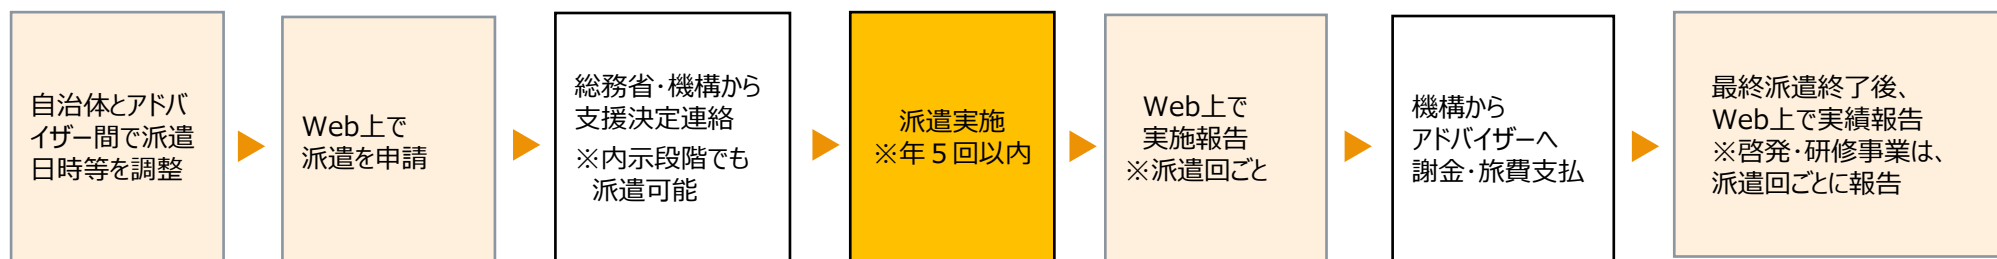 自治体とアドバ
イザー間で派遣
日時等を調整
Web上で
派遣を申請
総務省・機構から
支援決定連絡
※内示段階でも
派遣可能
派遣実施
※年５回以内
Web上で
実施報告
※派遣回ごと
機構から
アドバイザーへ
謝金・旅費支払
最終派遣終了後、
Web上で実績報告
※啓発・研修事業は、
派遣回ごとに報告